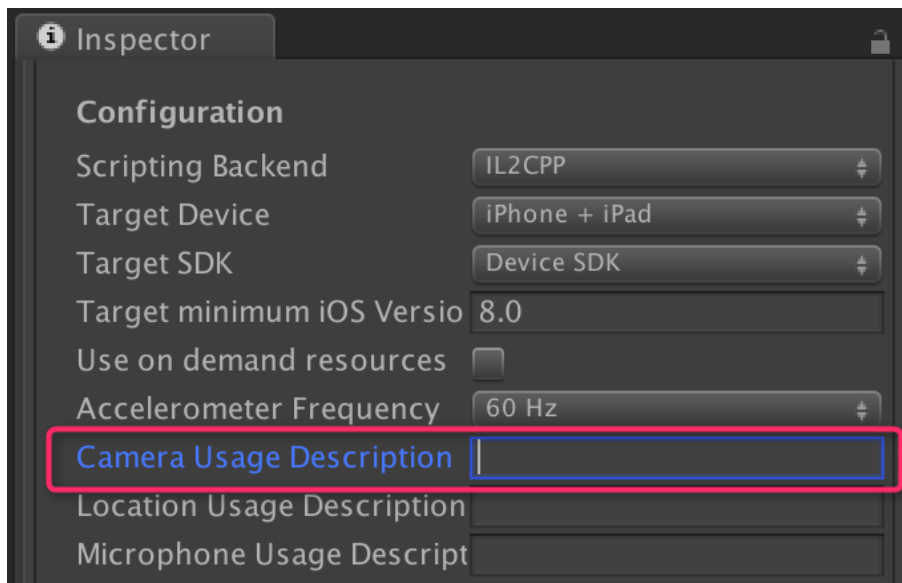 Inspector
Configuration
Scripting Backend IL2CPP
Target Device iPhone + iPad
Target SDK Device SDK
Target minimum iOS Versio 8.0
Use on demand resources
Accelerometer Frequency 60 Hz
Camera Usage Description
Location Usage Description
Microphone Usage Descript